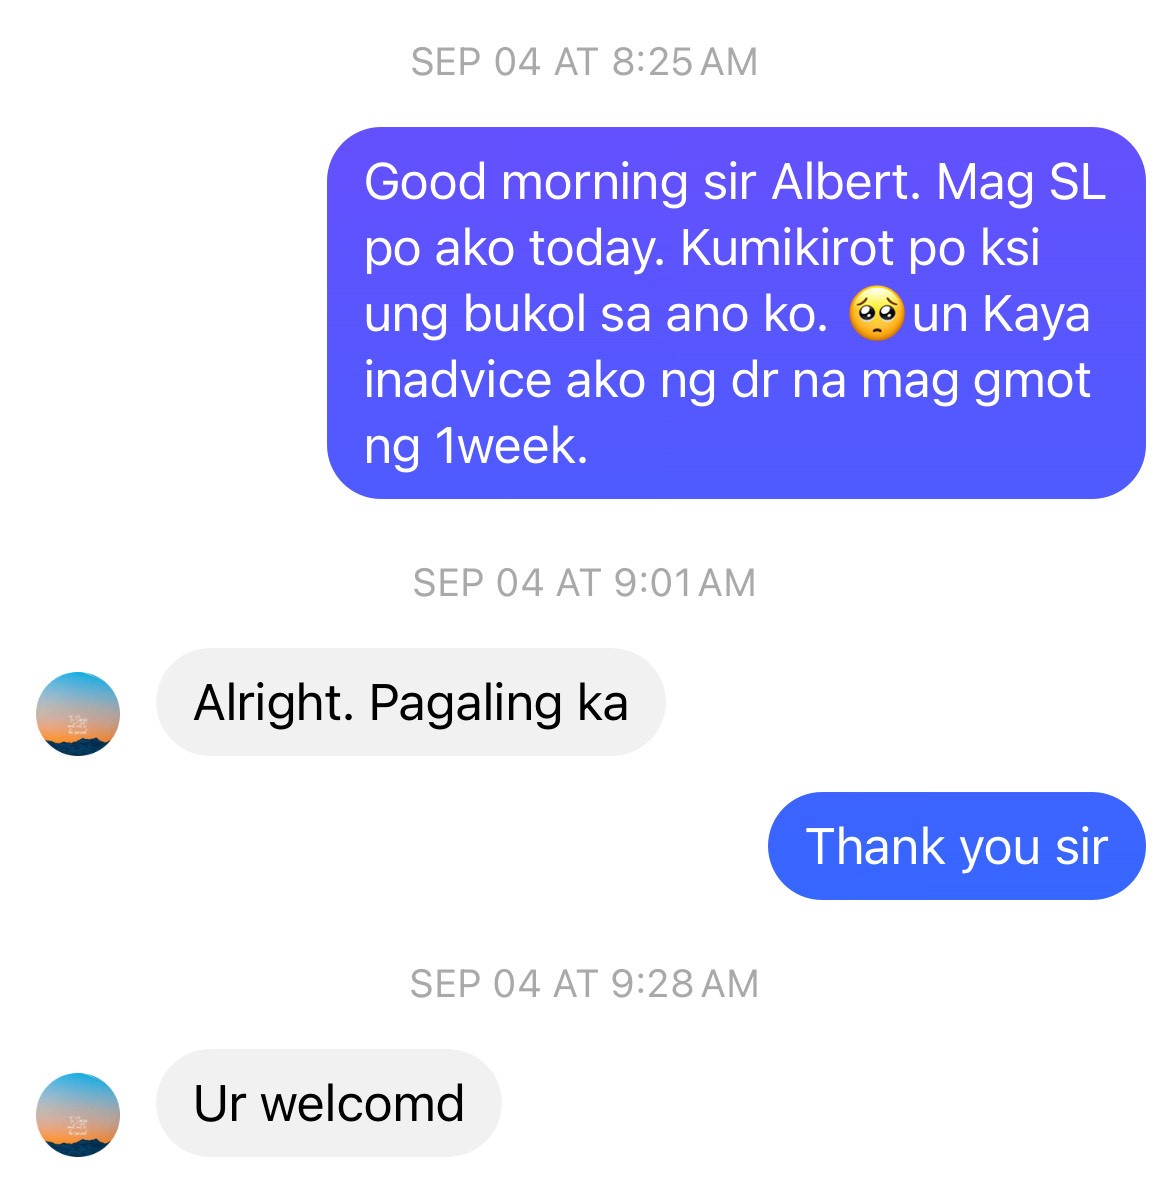 SEP 04 AT 8:25 AM
Good morning sir Albert. Mag SL
po ako today. Kumikirot po ksi
ung bukol sa ano ko. 🥺un Kaya
inadvice ako ng dr na mag gmot
ng 1week.
SEP 04 AT 9:01 AM
Alright. Pagaling ka
Thank you sir
SEP 04 AT 9:28 AM
Ur welcomd